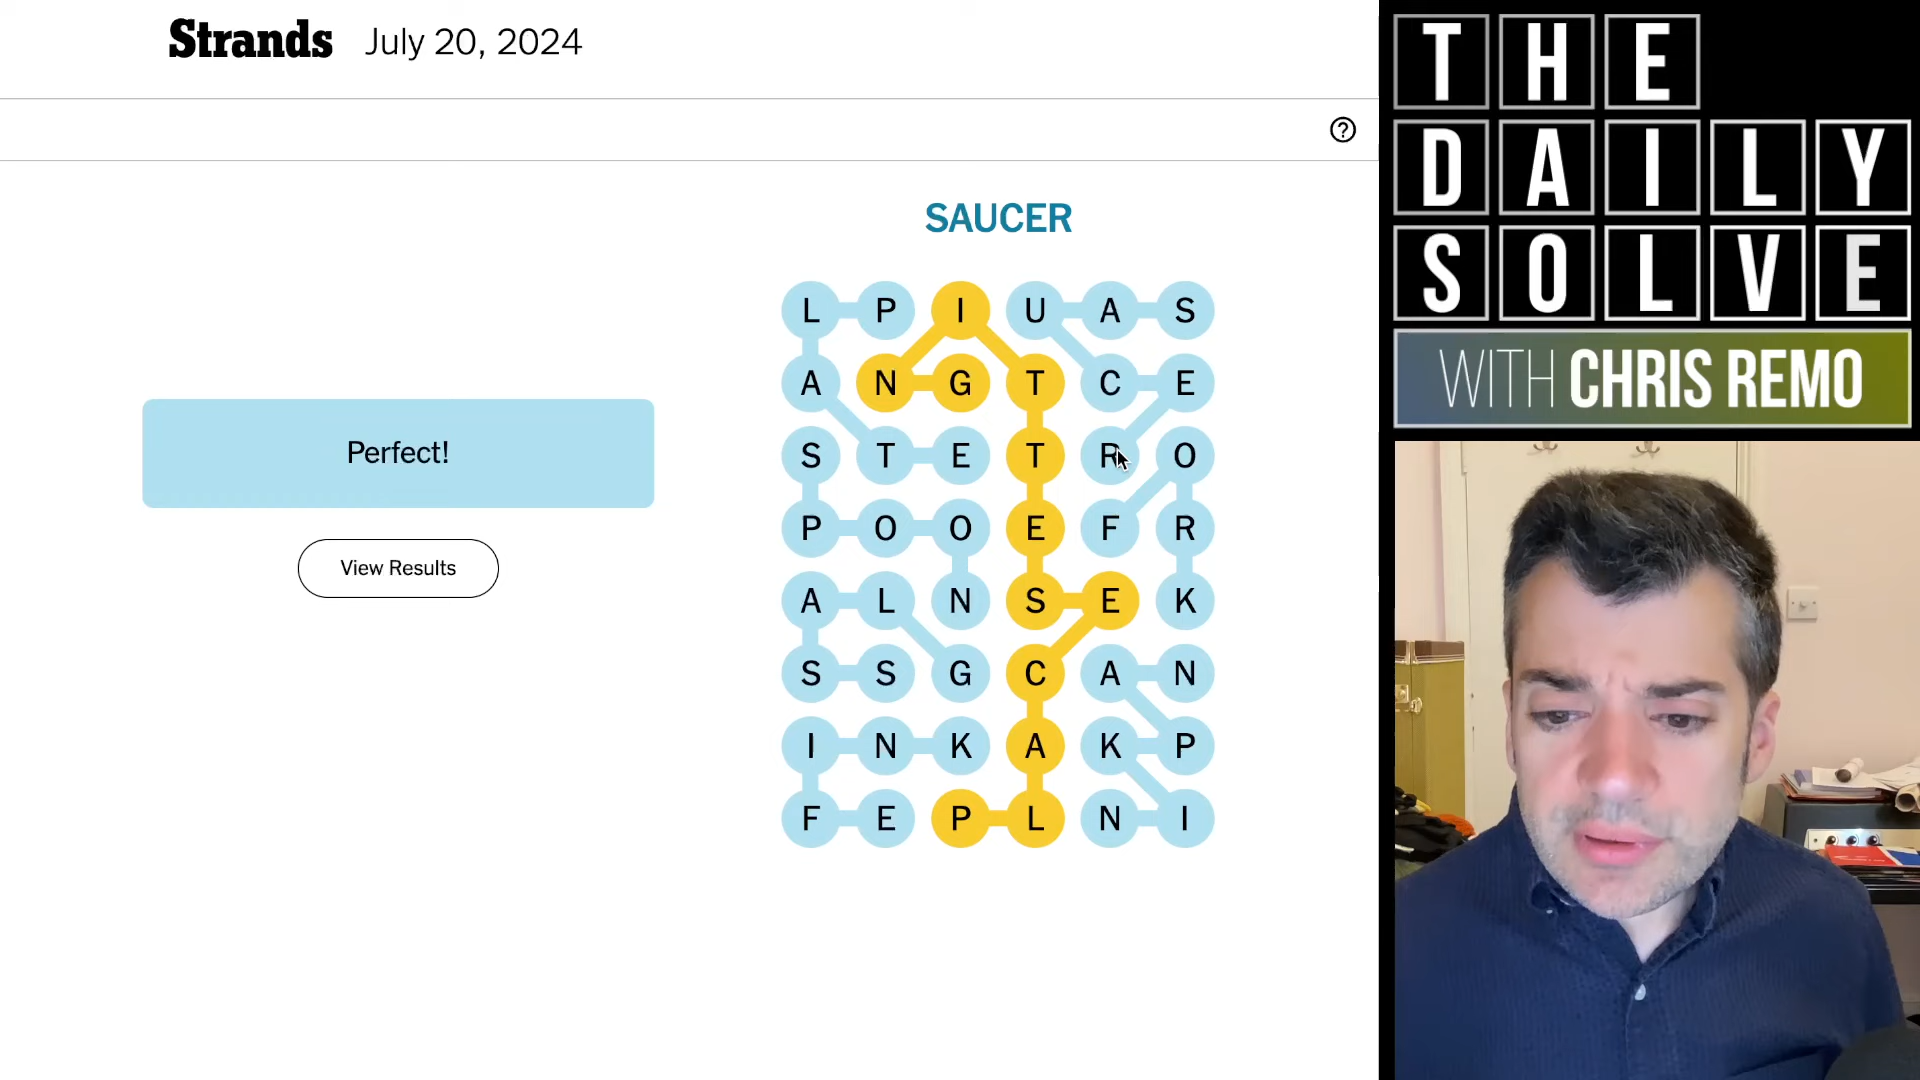 Strands July 20, 2024
SAUCER
Perfect!
View Results
L P I U A S
A N G T C E
S T E T R O
P O O N E F R
A L N S E K
S S G C A N
I N K A K P
F E P L N I
THE
DAILY
SOLVE
WITH CHRIS REMO